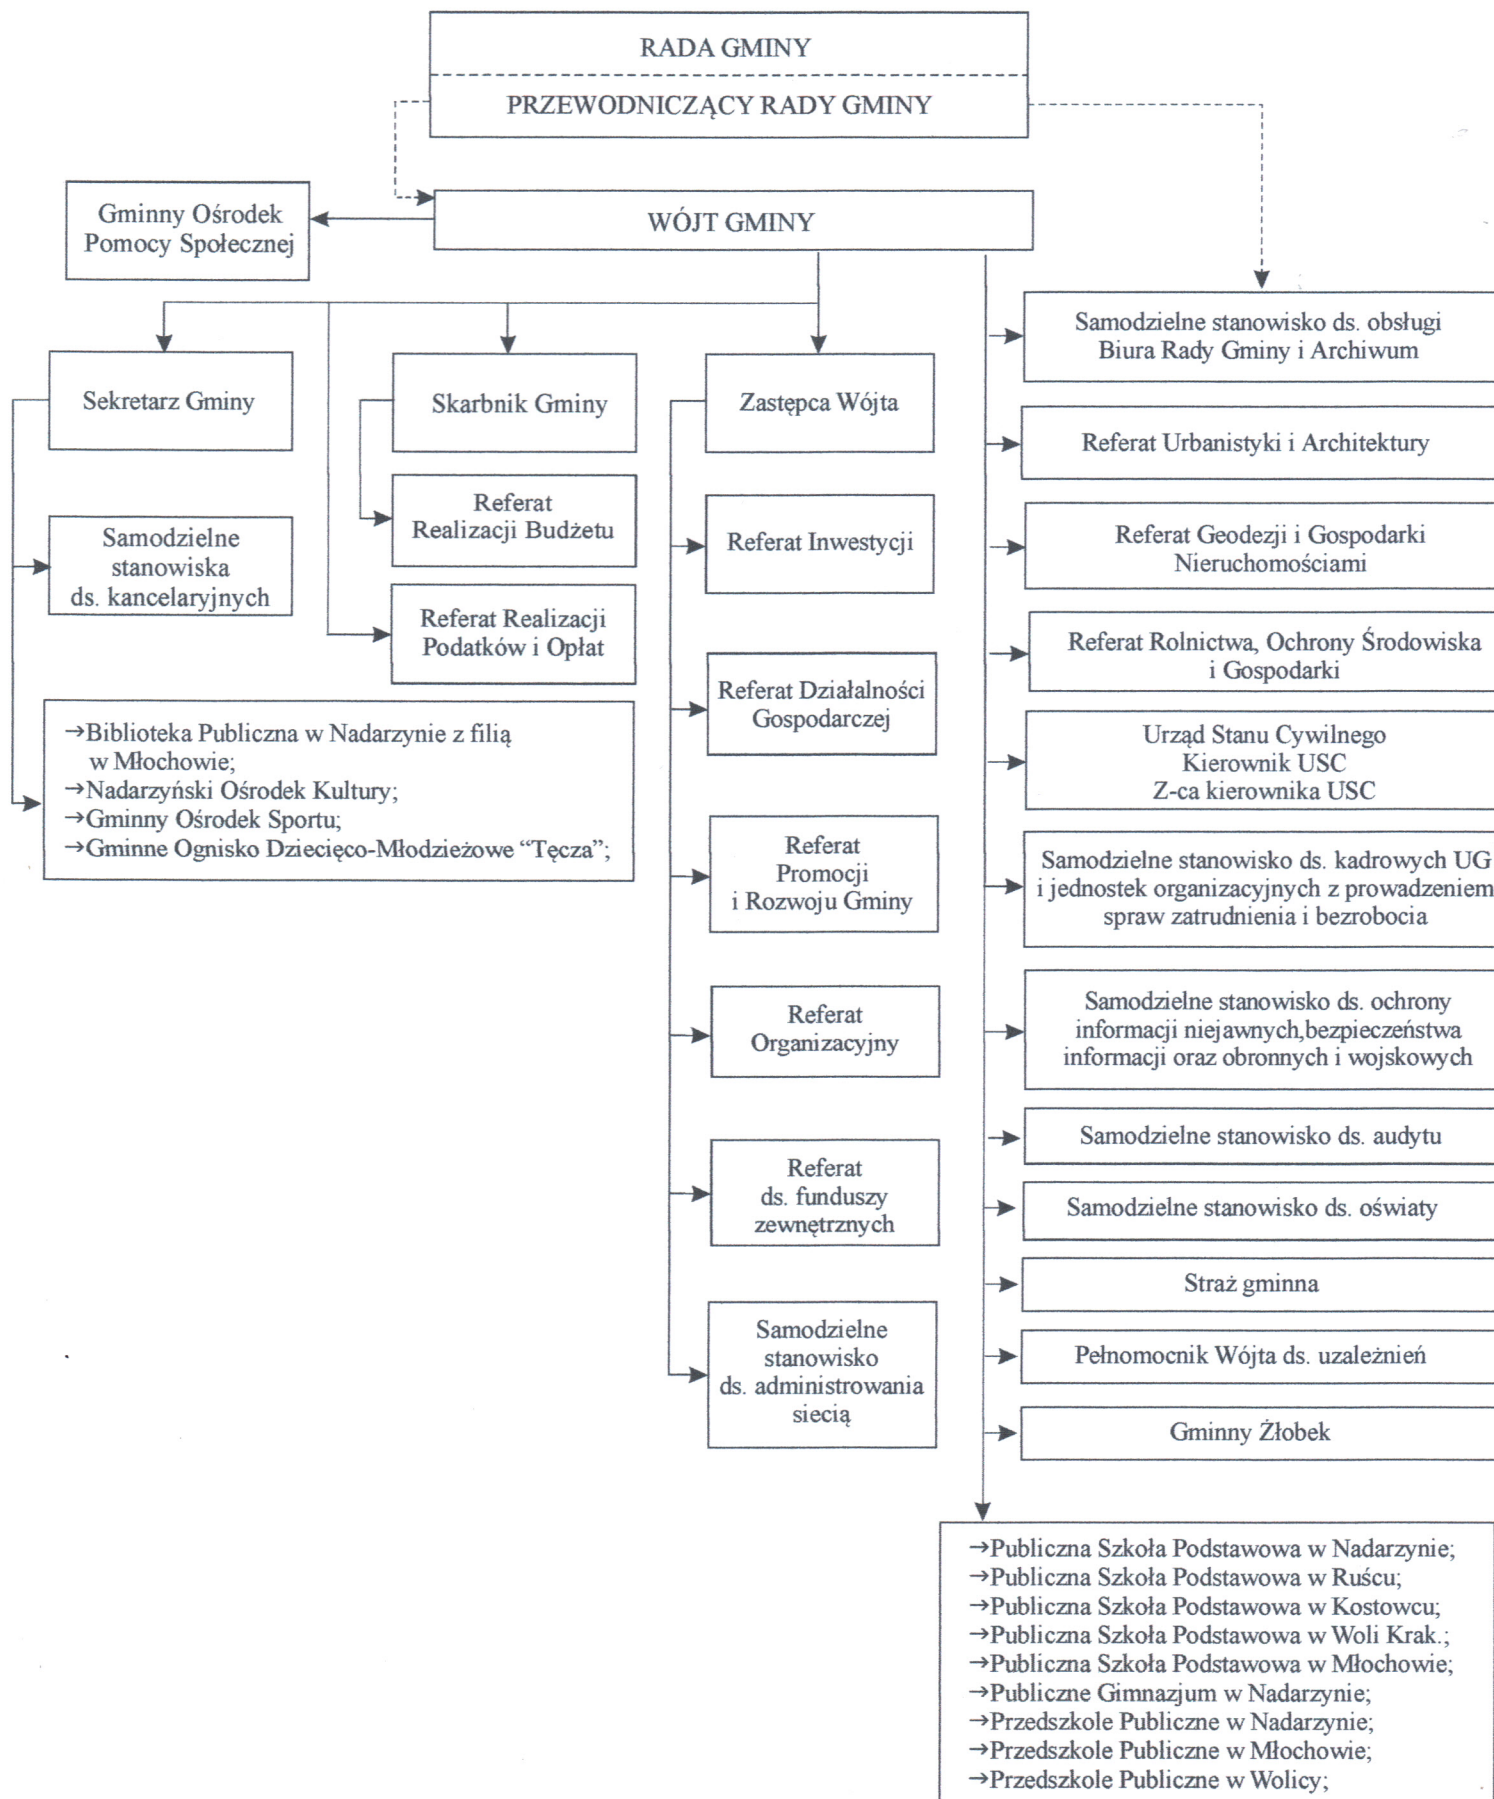 RADA GMINY
PRZEWODNICZĄCY RADY GMINY
Gminny Ośrodek
Pomocy Społecznej
WÓJT GMINY
Sekretarz Gminy
Skarbnik Gminy
Zastępca Wójta
Samodzielne stanowisko ds. obsługi
Biura Rady Gminy i Archiwum
Samodzielne
stanowiska
ds. kancelaryjnych
→Biblioteka Publiczna w Nadarzynie z filią
w Młochowie;
→Nadarzyński Ośrodek Kultury;
→Gminny Ośrodek Sportu;
→Gminne Ognisko Dziecięco-Młodzieżowe “Tęcza”;
Referat
Realizacji Budżetu
Referat Realizacji
Podatków i Opłat
Referat Inwestycji
Referat Działalności
Gospodarczej
Referat
Promocji
i Rozwoju Gminy
Referat
Organizacyjny
Referat
ds. funduszy
zewnętrznych
Samodzielne
stanowisko
ds. administrowania
siecią
Referat Urbanistyki i Architektury
Referat Geodezji i Gospodarki
Nieruchomościami
Referat Rolnictwa, Ochrony Środowiska
i Gospodarki
Urząd Stanu Cywilnego
Kierownik USC
Z-ca kierownika USC
Samodzielne stanowisko ds. kadrowych UG
i jednostek organizacyjnych z prowadzeniem
spraw zatrudnienia i bezrobocia
Samodzielne stanowisko ds. ochrony
informacji niejawnych,bezpieczeństwa
informacji oraz obronnych i wojskowych
Samodzielne stanowisko ds. audytu
Samodzielne stanowisko ds. oświaty
Straż gminna
Pełnomocnik Wójta ds. uzależnień
Gminny Żłobek
→Publiczna Szkoła Podstawowa w Nadarzynie;
→Publiczna Szkoła Podstawowa w Ruścu;
→Publiczna Szkoła Podstawowa w Kostowcu;
→Publiczna Szkoła Podstawowa w Woli Krak.;
→Publiczna Szkoła Podstawowa w Młochowie;
→Publiczne Gimnazjum w Nadarzynie;
→Przedszkole Publiczne w Nadarzynie;
→Przedszkole Publiczne w Młochowie;
→Przedszkole Publiczne w Wolicy;